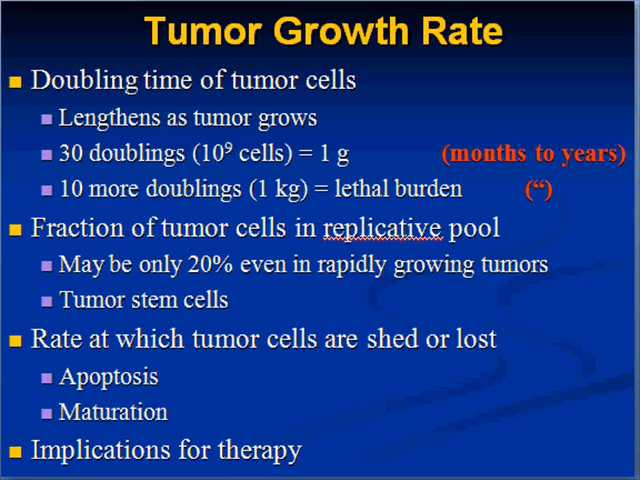 Tumor Growth Rate
Doubling time of tumor cells
Lengthens as tumor grows
30 doublings (10⁹ cells) = 1 g (months to years)
10 more doublings (1 kg) = lethal burden (“)
Fraction of tumor cells in replicative pool
May be only 20% even in rapidly growing tumors
Tumor stem cells
Rate at which tumor cells are shed or lost
Apoptosis
Maturation
Implications for therapy